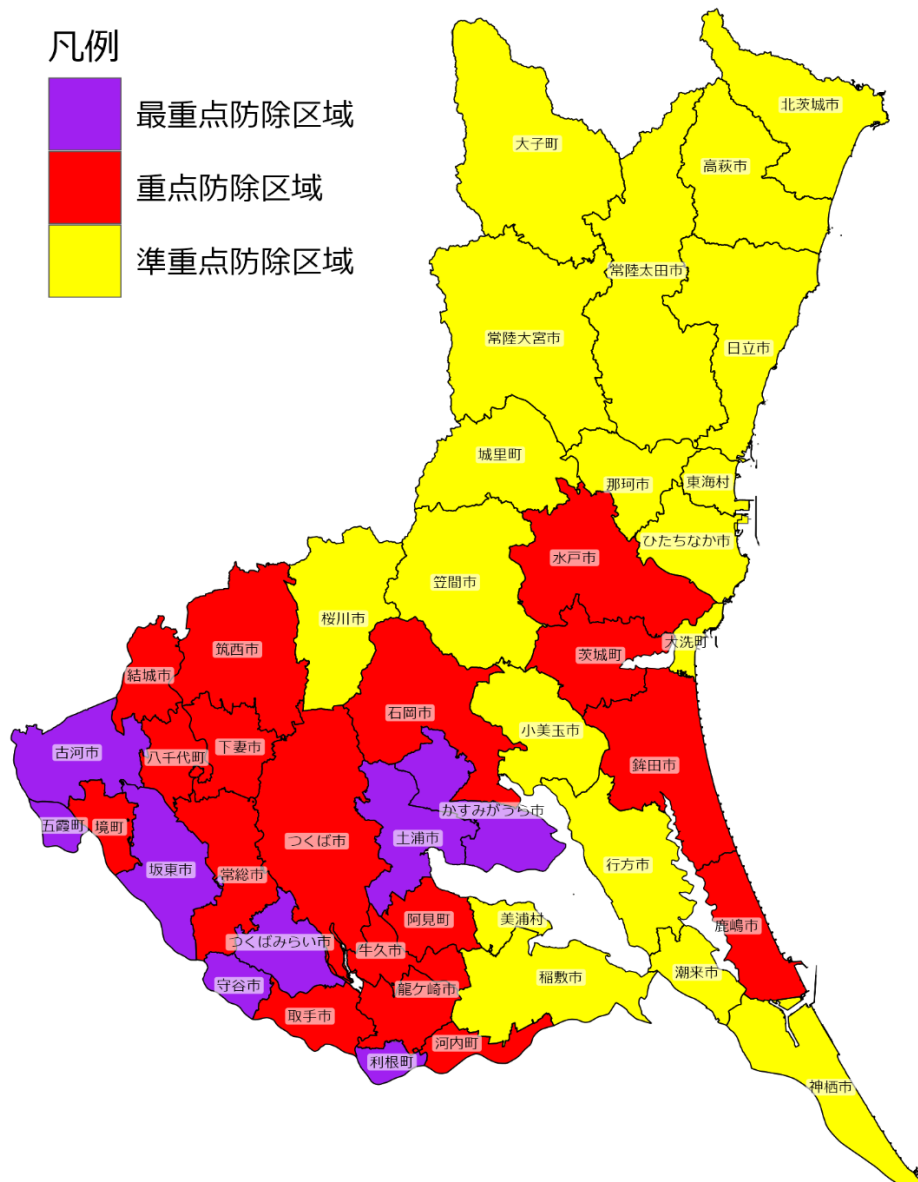 凡例
最重点防除区域
重点防除区域
準重点防除区域
北茨城市
大子町
高萩市
常陸太田市
常陸大宮市
日立市
城里町
那珂市
東海村
ひたちなか市
水戸市
笠間市
桜川市
大洗町
筑西市
茨城町
結城市
石岡市
小美玉市
古河市
八千代町
下妻市
鉾田市
かすみがうら市
五霞町
境町
つくば市
土浦市
坂東市
行方市
常総市
阿見町
美浦村
鹿嶋市
つくばみらい市
牛久市
潮来市
守谷市
龍ケ崎市
稲敷市
取手市
河内町
利根町
神栖市